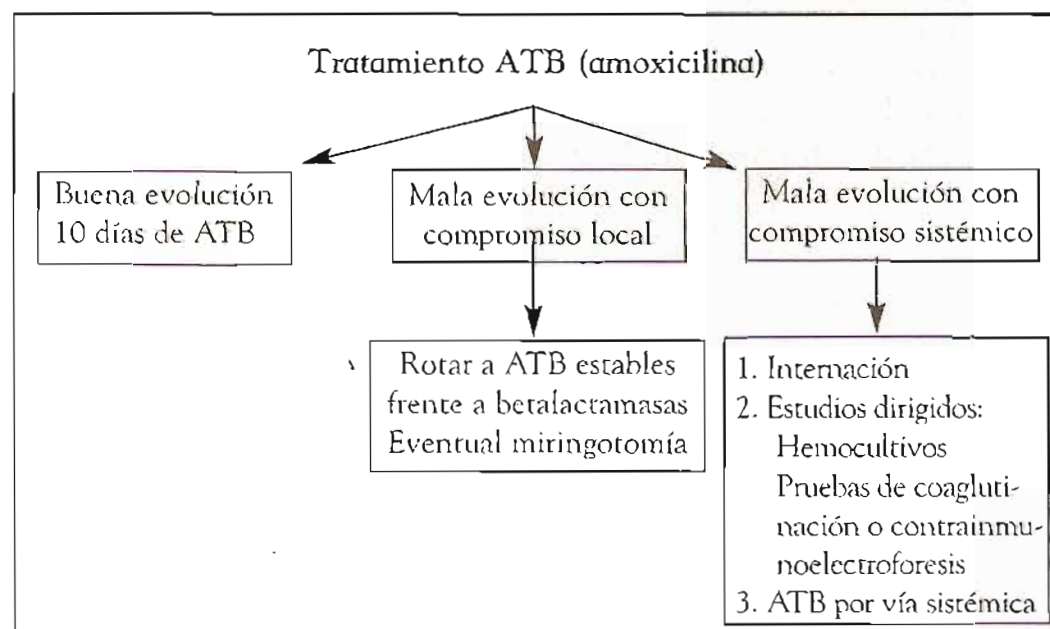 Tratamiento ATB (amoxicilina)
Buena evolución
10 días de ATB
Mala evolución con
compromiso local
Mala evolución con
compromiso sistémico
Rotar a ATB estables
frente a betalactamasas
Eventual miringotomía
1. Internación
2. Estudios dirigidos:
Hemocultivos
Pruebas de coagluti-
nación o contrainmu-
noelectroforesis
3. ATB por vía sistémica